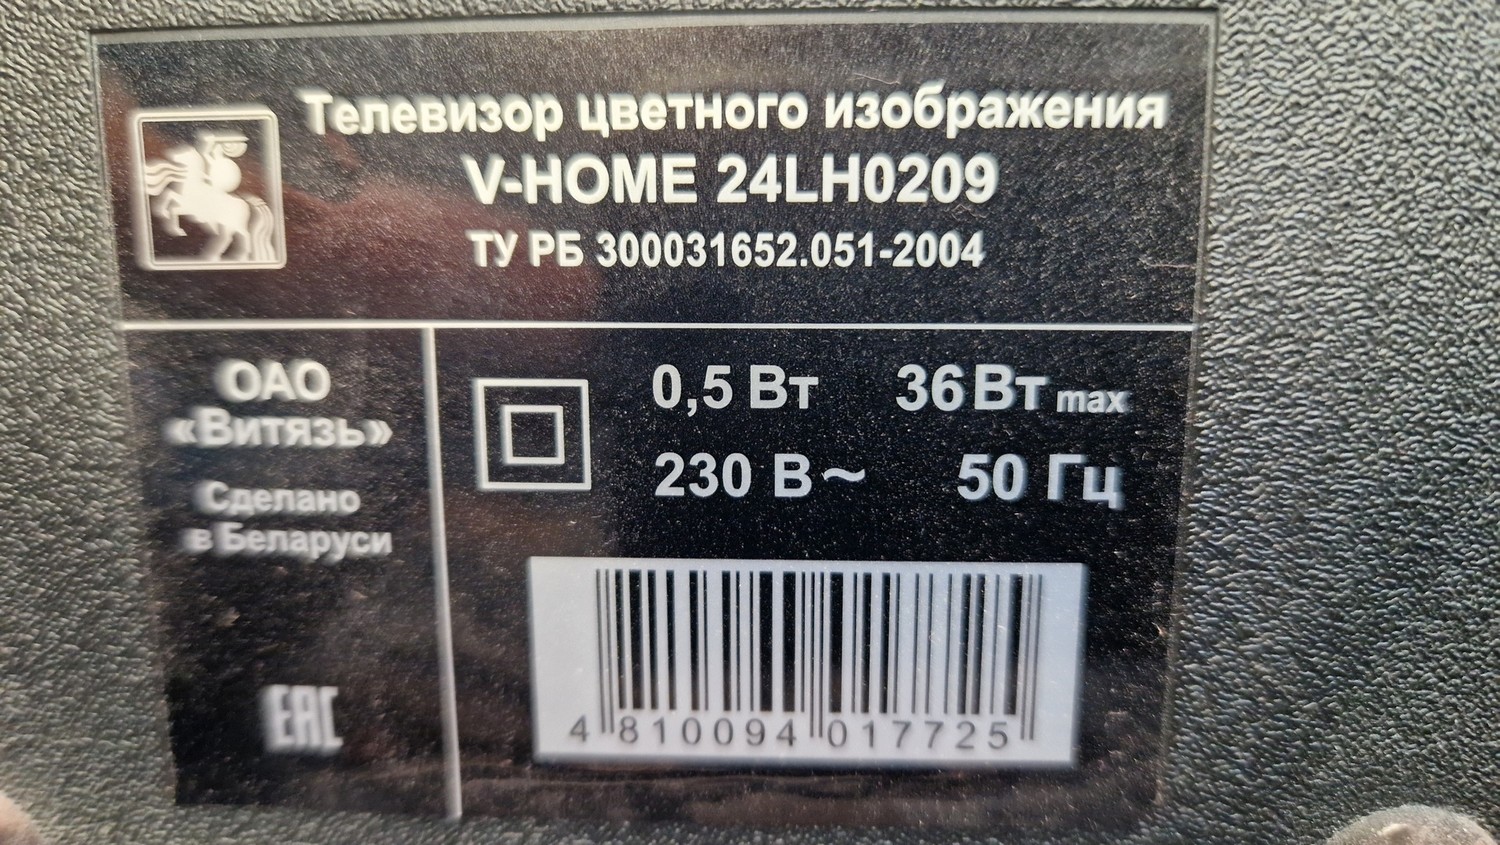 Телевизор цветного изображения
V-HOME 24LH0209
ТУ РБ 300031652.051-2004
ОАО
«Витязь»
Сделано
в Беларуси
EAC
0,5 Вт 36 Вт max
230 В~ 50 Гц
4 810094 017725